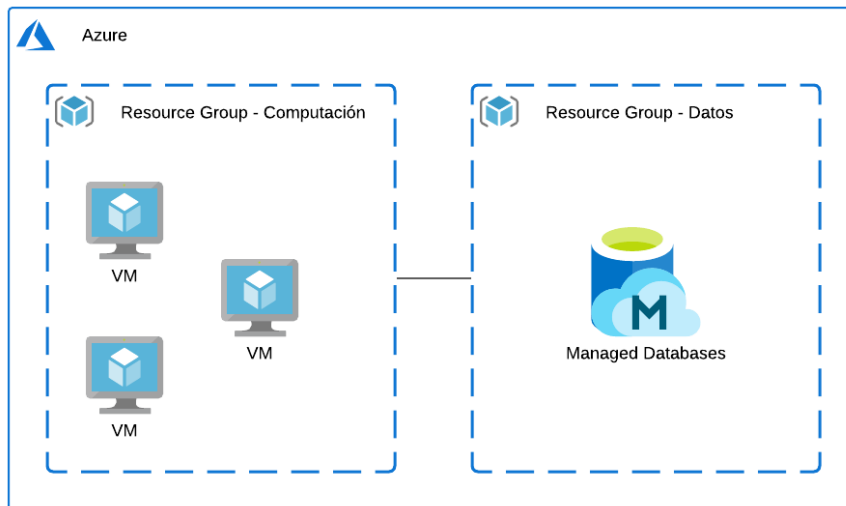 Azure
Resource Group - Computación
Resource Group - Datos
VM
VM
VM
M
Managed Databases